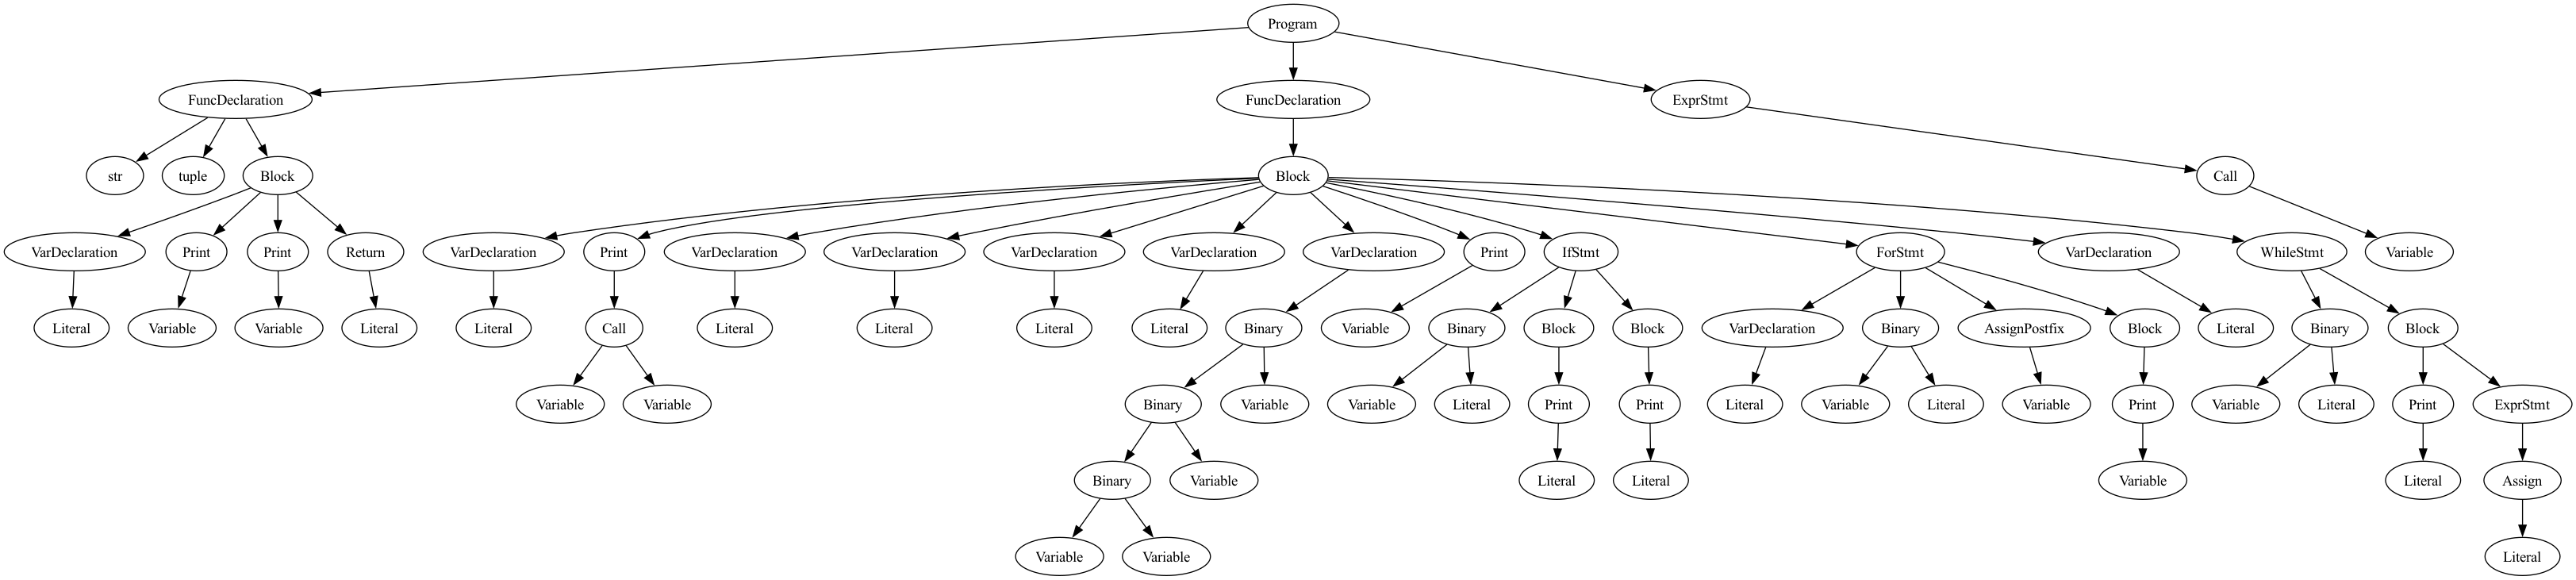 Program
FuncDeclaration
FuncDeclaration
ExprStmt
str
tuple
Block
Block
Call
VarDeclaration
Print
Print
Return
VarDeclaration
Print
VarDeclaration
VarDeclaration
VarDeclaration
VarDeclaration
VarDeclaration
Print
IfStmt
ForStmt
VarDeclaration
WhileStmt
Variable
Literal
Variable
Variable
Literal
Literal
Call
Literal
Literal
Literal
Literal
Binary
Variable
Binary
Block
Block
VarDeclaration
Binary
AssignPostfix
Block
Literal
Binary
Block
Variable
Variable
Binary
Variable
Variable
Literal
Print
Print
Literal
Variable
Literal
Variable
Print
Variable
Literal
Print
ExprStmt
Binary
Variable
Literal
Literal
Variable
Literal
Assign
Variable
Variable
Literal